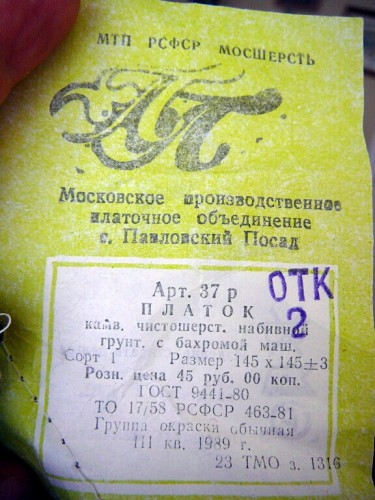 МТП РСФСР МОСШЕРСТЬ
АП
Московское производственное
платочное объединение
г. Павловский Посад
Арт. 37 р
ОТК
2
ПЛАТОК
камв. чистошерст. набивной
грунт. с бахромой маш.
Сорт 1 Размер 145 х 145±3
Розн. цена 45 руб. 00 коп.
ГОСТ 9441-80
ТО 17/58 РСФСР 463-81
Группа окраски обычная
III кв. 1989 г.
23 ТМО з. 1316